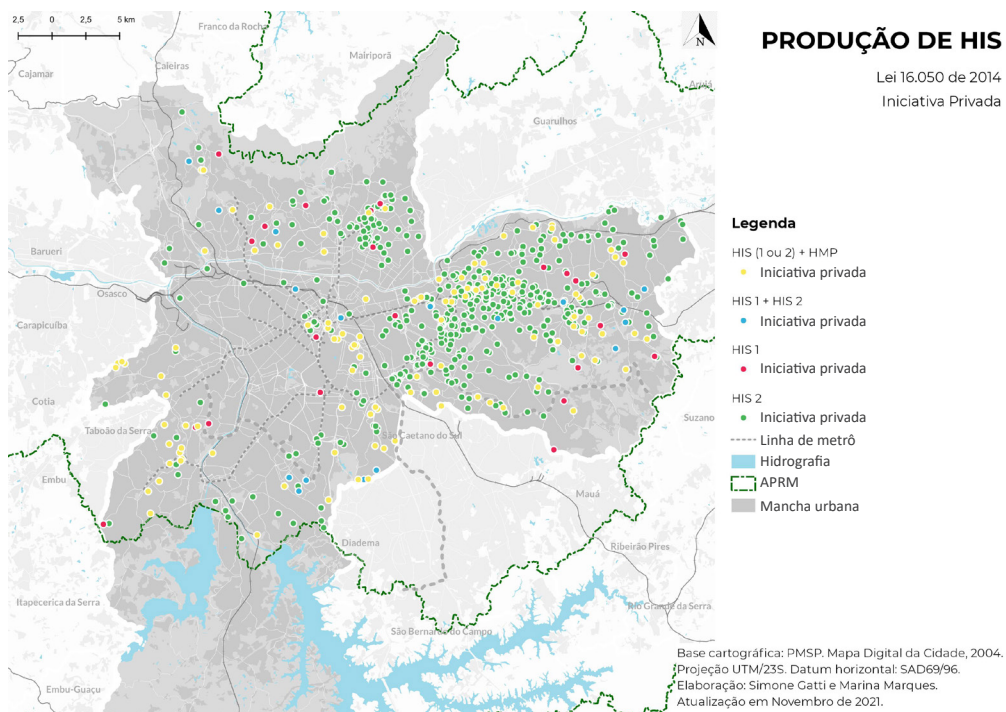 2,5 0 2,5 5 km
N
Franco da Rocha
Caieiras
Mairiporã
Cajamar
Arujá
Guarulhos
Barueri
Osasco
Carapicuíba
Cotia
Taboão da Serra
São Caetano do Sul
Suzano
Embu
Mauá
Diadema
Ribeirão Pires
Itapecerica da Serra
Rio Grande da Serra
São Bernardo do Campo
Embu-Guaçu
PRODUÇÃO DE HIS
Lei 16.050 de 2014
Iniciativa Privada
Legenda
HIS (1 ou 2) + HMP
Iniciativa privada
HIS 1 + HIS 2
Iniciativa privada
HIS 1
Iniciativa privada
HIS 2
Iniciativa privada
Linha de metrô
Hidrografia
APRM
Mancha urbana
Base cartográfica: PMSP. Mapa Digital da Cidade, 2004.
Projeção UTM/23S. Datum horizontal: SAD69/96.
Elaboração: Simone Gatti e Marina Marques.
Atualização em Novembro de 2021.